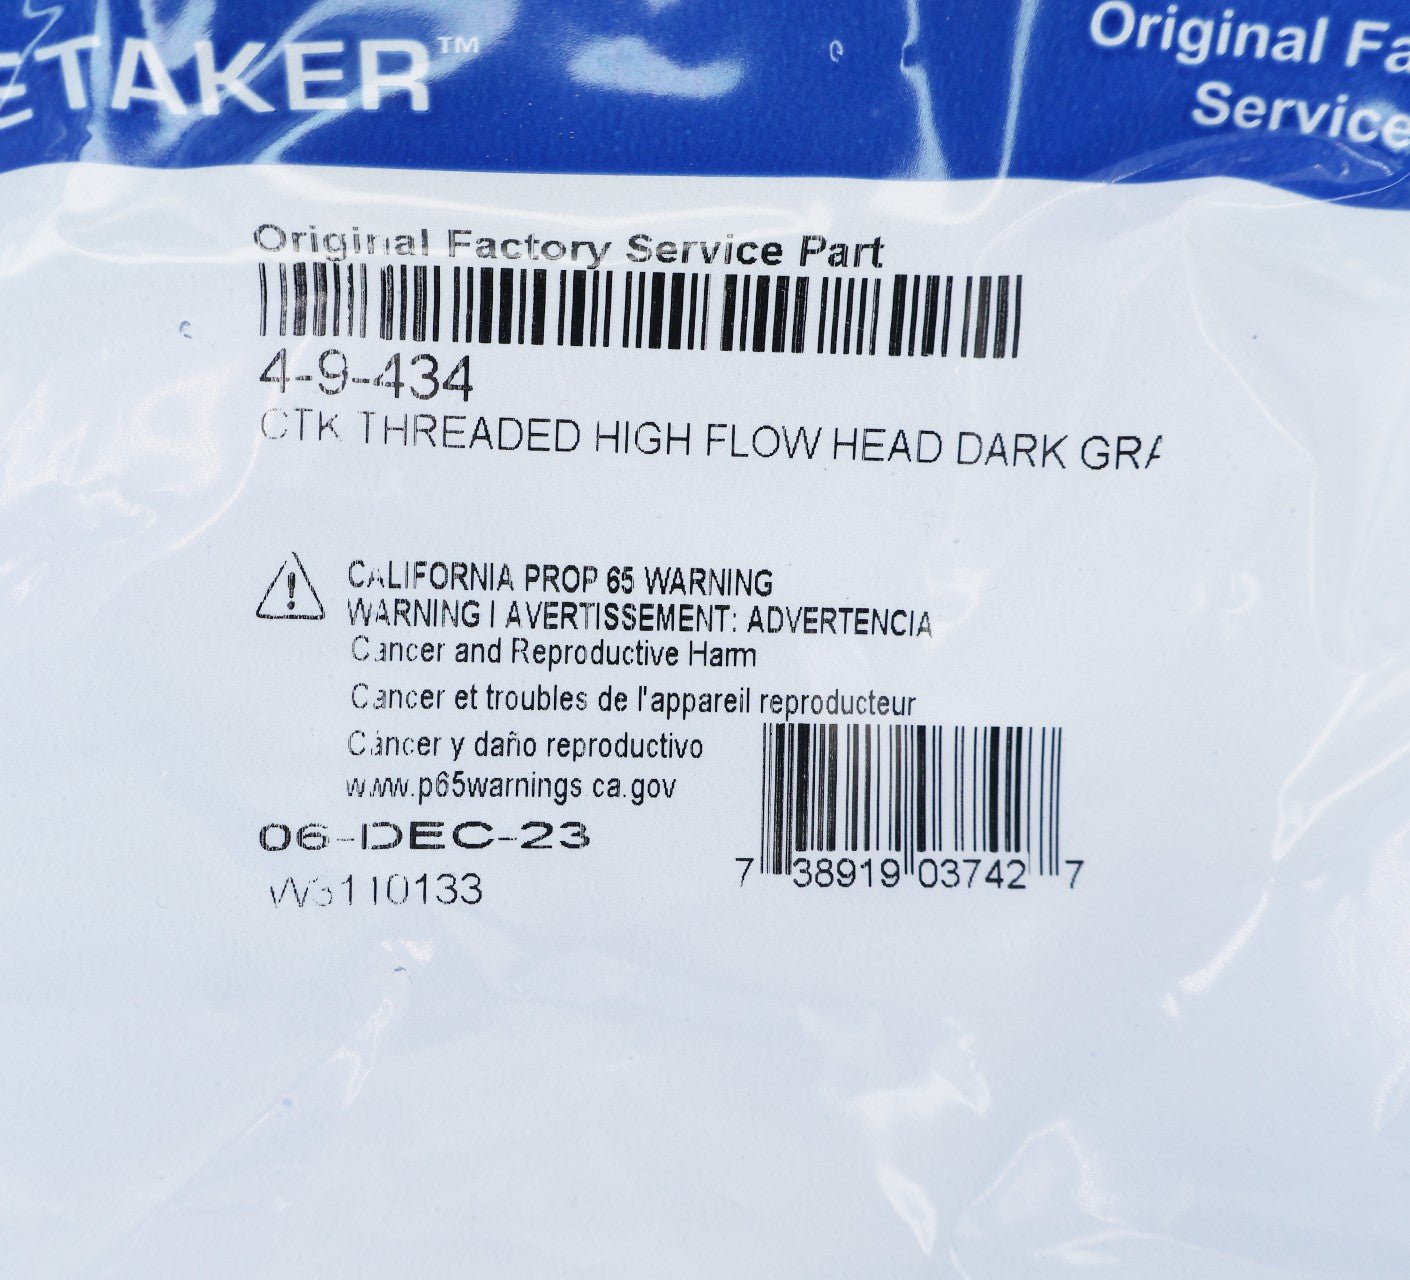 ETAKER™
Original Fa
Service
Original Factory Service Part
4-9-434
CTK THREADED HIGH FLOW HEAD DARK GRA
CALIFORNIA PROP 65 WARNING
WARNING I AVERTISSEMENT: ADVERTENCIA
Cancer and Reproductive Harm
Cancer et troubles de l'appareil reproducteur
Cáncer y daño reproductivo
www.p65warnings.ca.gov
06-DEC-23
W3110133
7 38919 03742 7